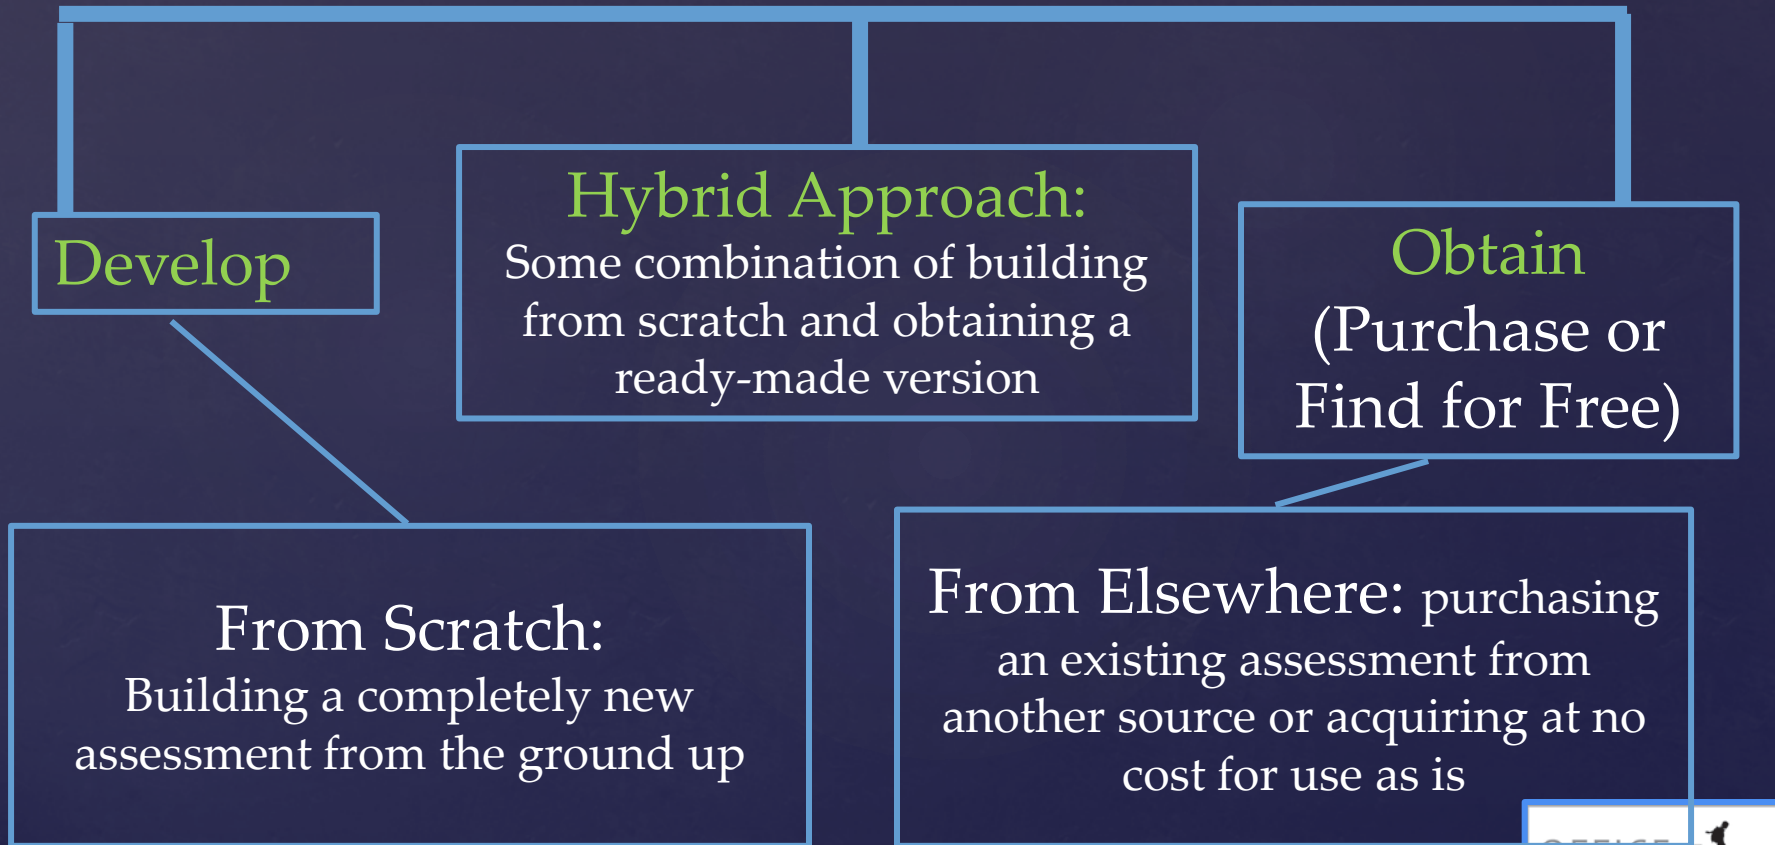 Develop
Hybrid Approach:
Some combination of building
from scratch and obtaining a
ready-made version
Obtain
(Purchase or
Find for Free)
From Scratch:
Building a completely new
assessment from the ground up
From Elsewhere: purchasing
an existing assessment from
another source or acquiring at no
cost for use as is